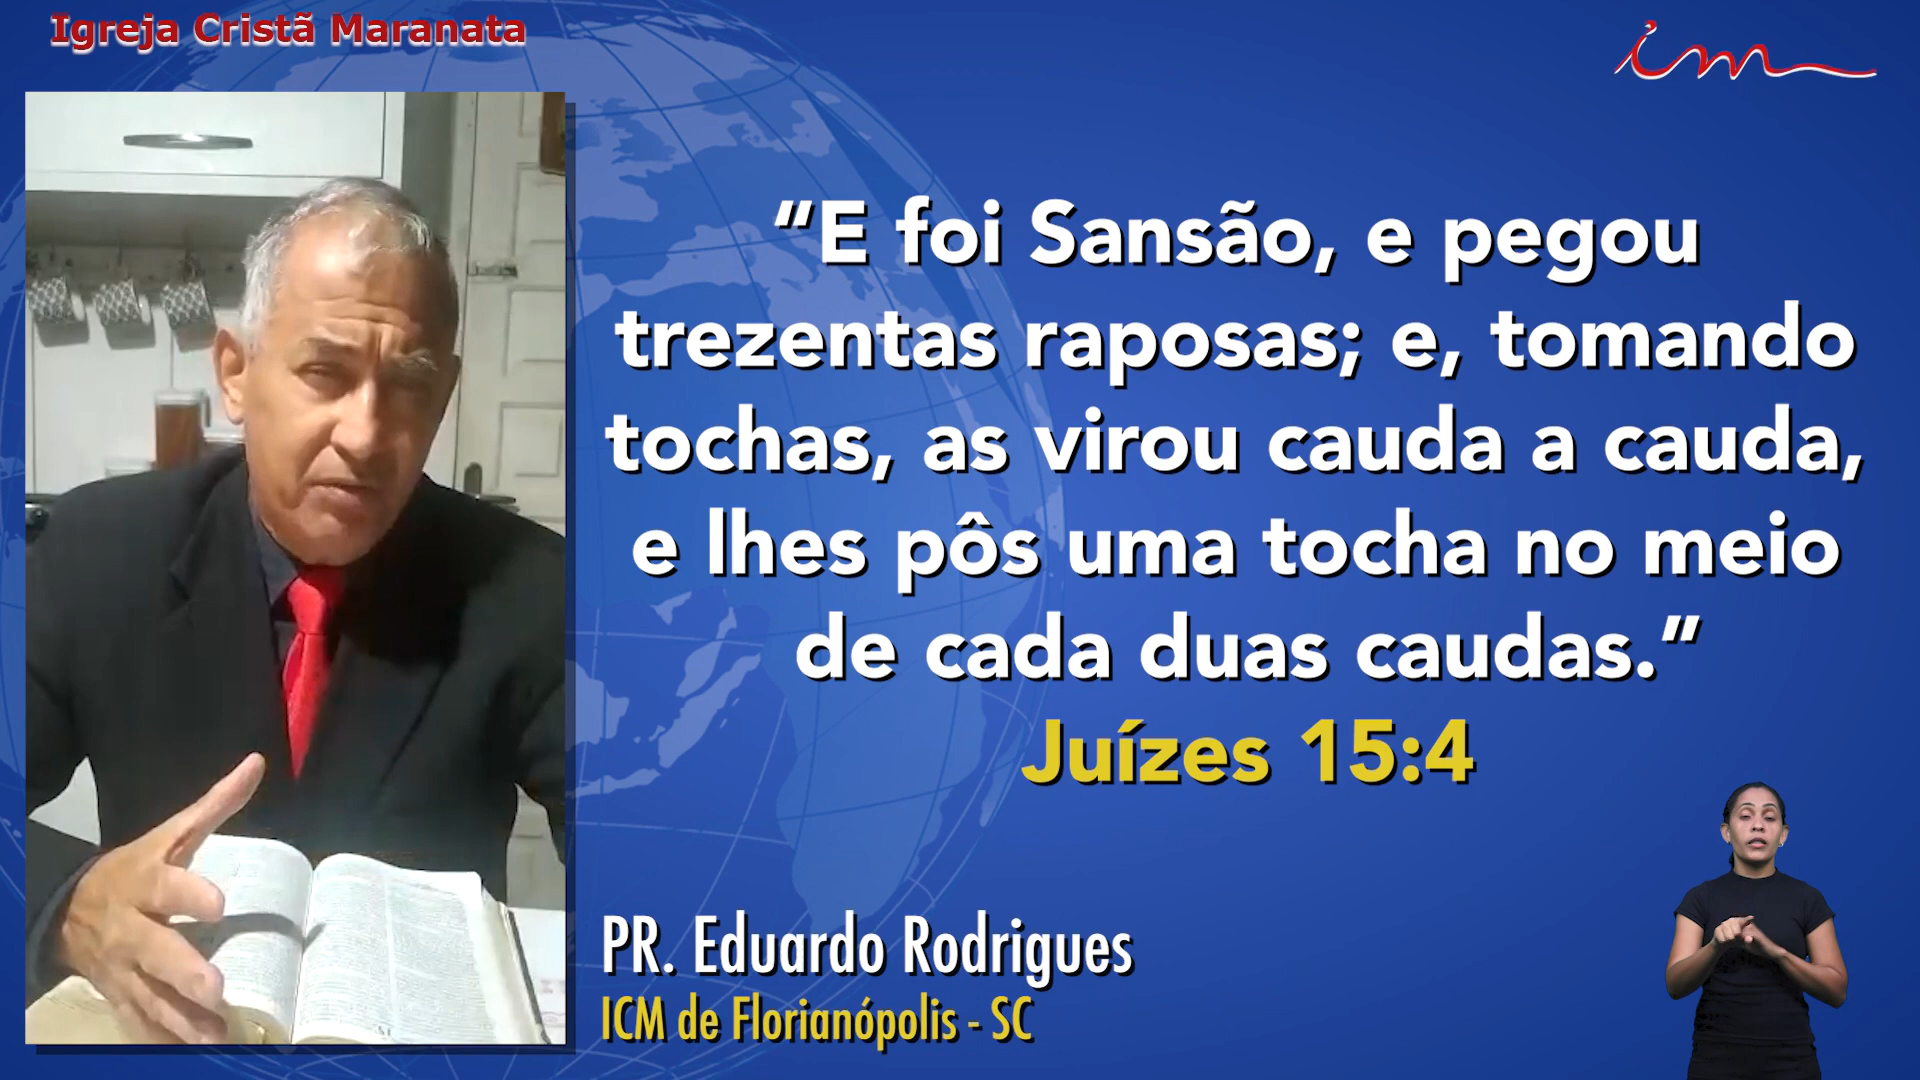 Igreja Cristã Maranata
im
“E foi Sansão, e pegou
trezentas raposas; e, tomando
tochas, as virou cauda a cauda,
e lhes pôs uma tocha no meio
de cada duas caudas.”
Juízes 15:4
PR. Eduardo Rodrigues
ICM de Florianópolis - SC